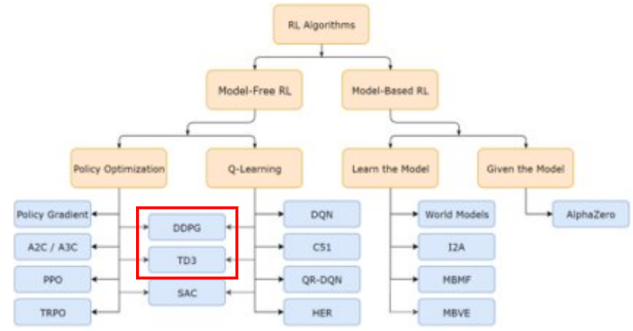 RL Algorithms
Model-Free RL
Model-Based RL
Policy Optimization
Q-Learning
Learn the Model
Given the Model
Policy Gradient
DDPG
DQN
World Models
AlphaZero
A2C / A3C
TD3
C51
I2A
PPO
SAC
QR-DQN
MBMF
TRPO
HER
MBVE